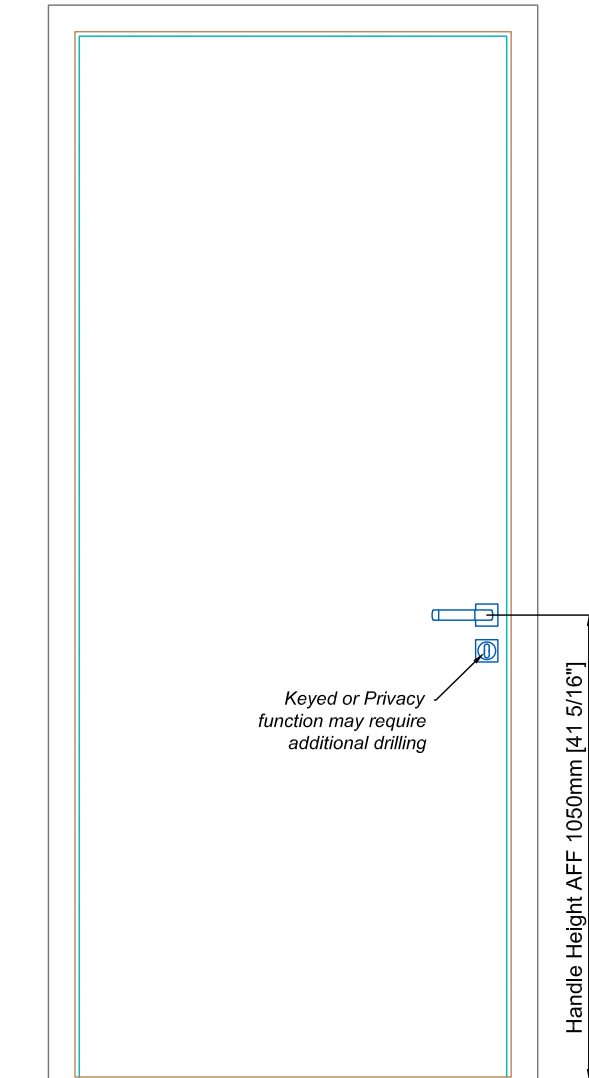 Keyed or Privacy
function may require
additional drilling
Handle Height AFF 1050mm [41 5/16"]